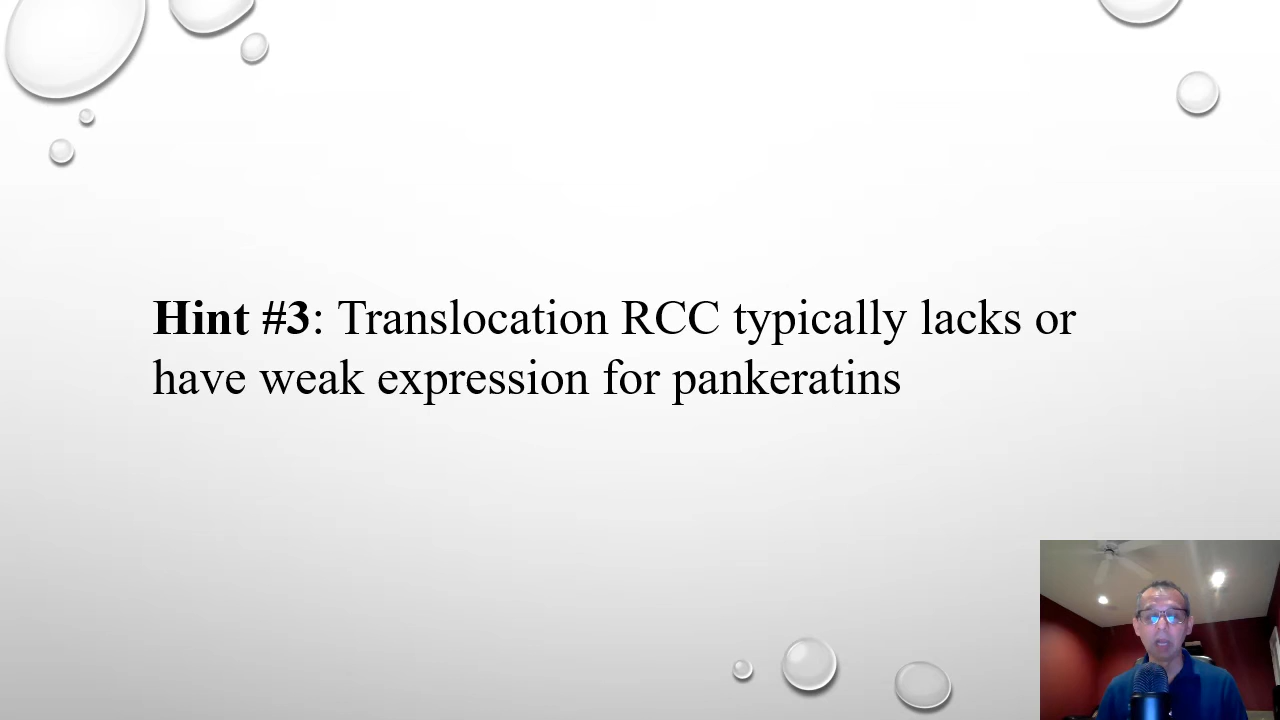 Hint #3: Translocation RCC typically lacks or
have weak expression for pankeratins